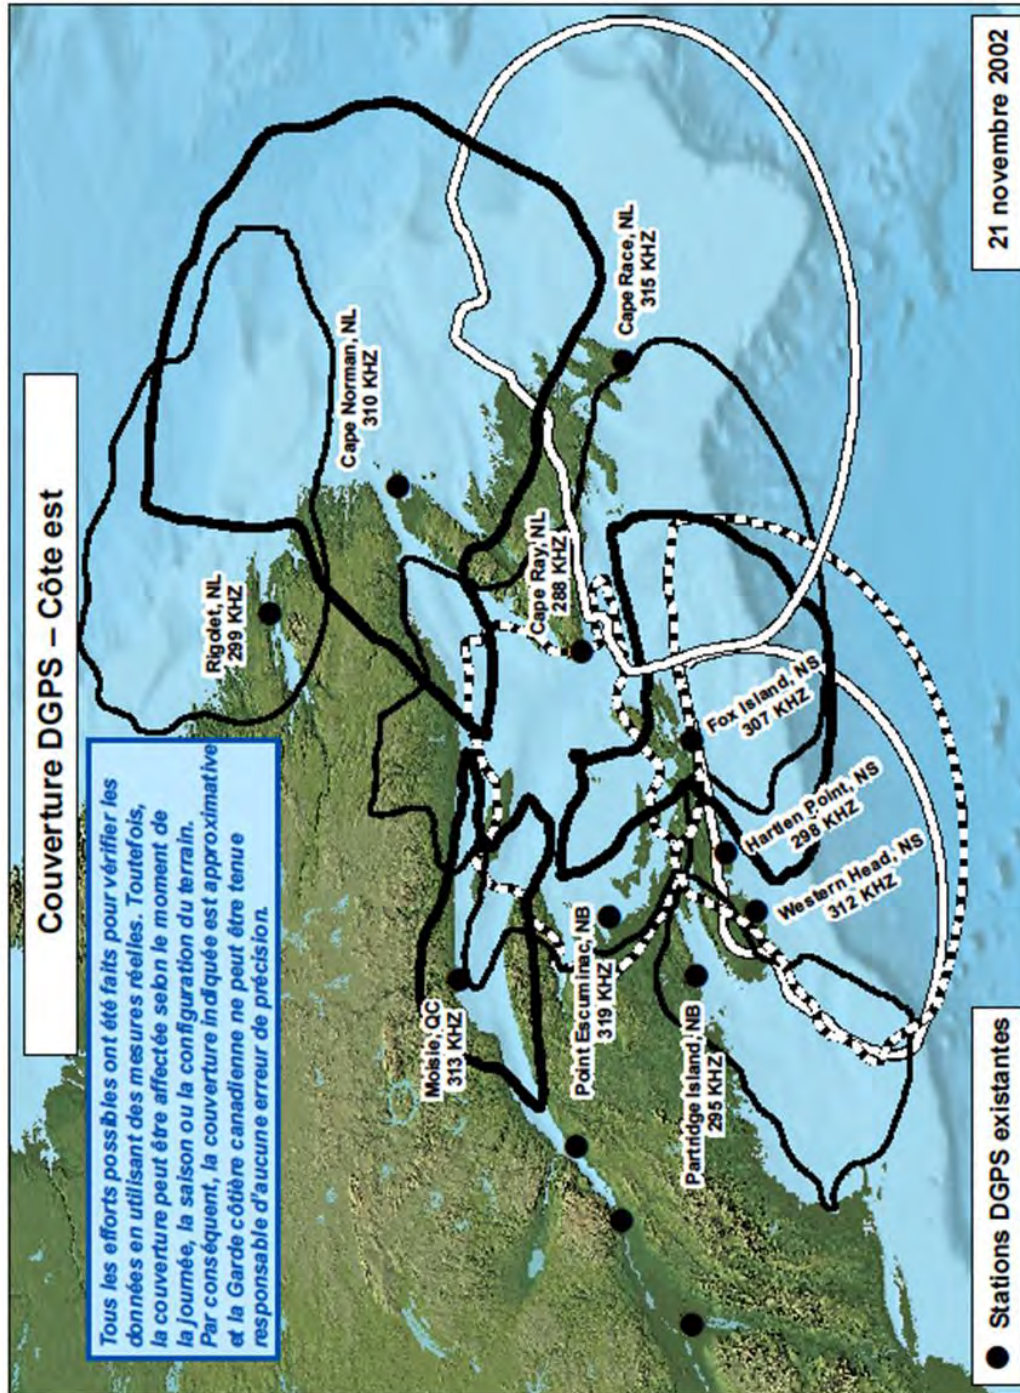 Couverture DGPS – Côte est
Tous les efforts possibles ont été faits pour vérifier les
données en utilisant des mesures réelles. Toutefois,
la couverture peut être affectée selon le moment de
la journée, la saison ou la configuration du terrain.
Par conséquent, la couverture indiquée est approximative
et la Garde côtière canadienne ne peut être tenue
responsable d'aucune erreur de précision.
Rigolet, NL
299 KHZ
Cape Norman, NL
310 KHZ
Moisie, QC
313 KHZ
Cape Ray, NL
288 KHZ
Cape Race, NL
315 KHZ
Point Escuminac, NB
319 KHZ
Partridge Island, NB
295 KHZ
Fox Island, NS
307 KHZ
Hartlen Point, NS
298 KHZ
Western Head, NS
312 KHZ
Stations DGPS existantes
21 novembre 2002